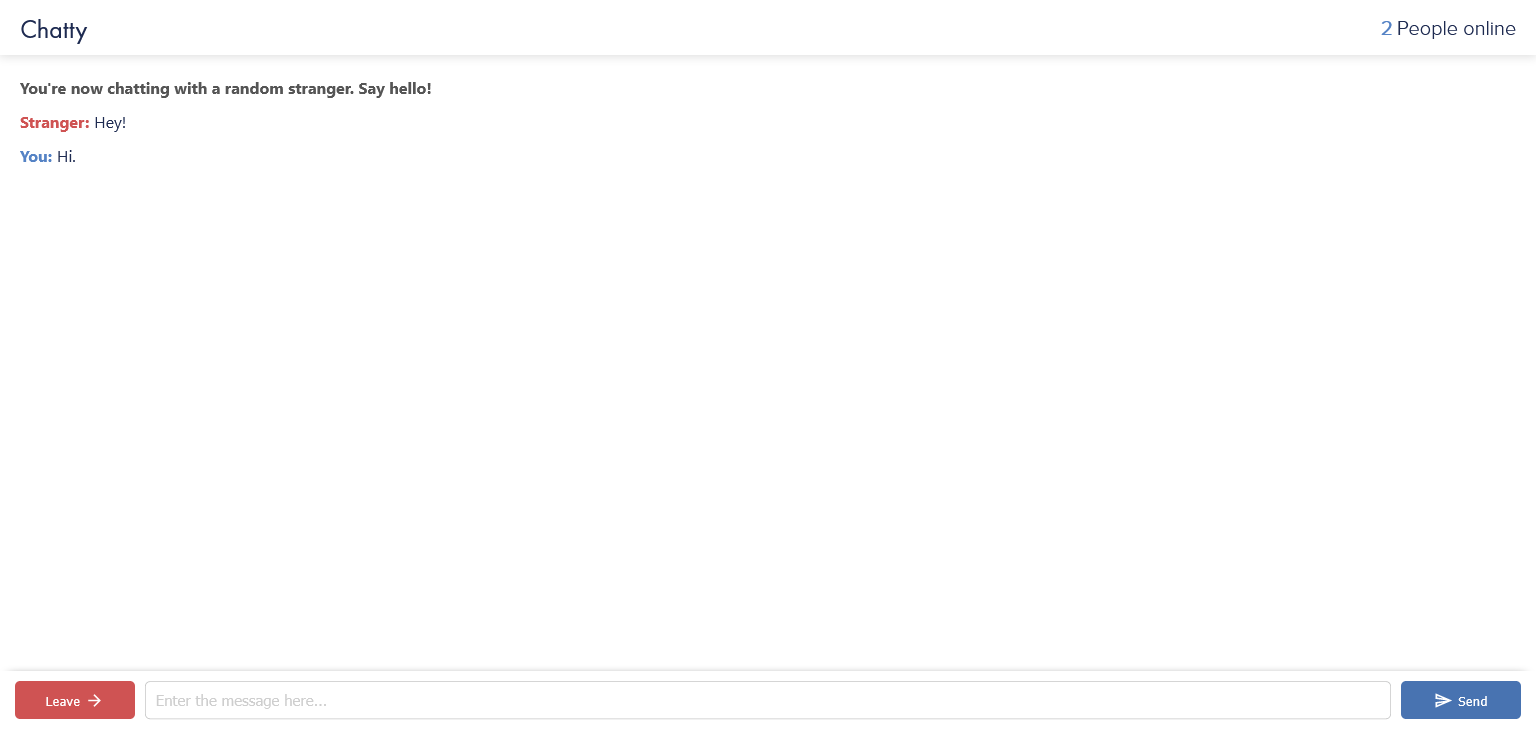 Chatty
2 People online
You're now chatting with a random stranger. Say hello!
Stranger: Hey!
You: Hi.
Leave
Enter the message here...
Send